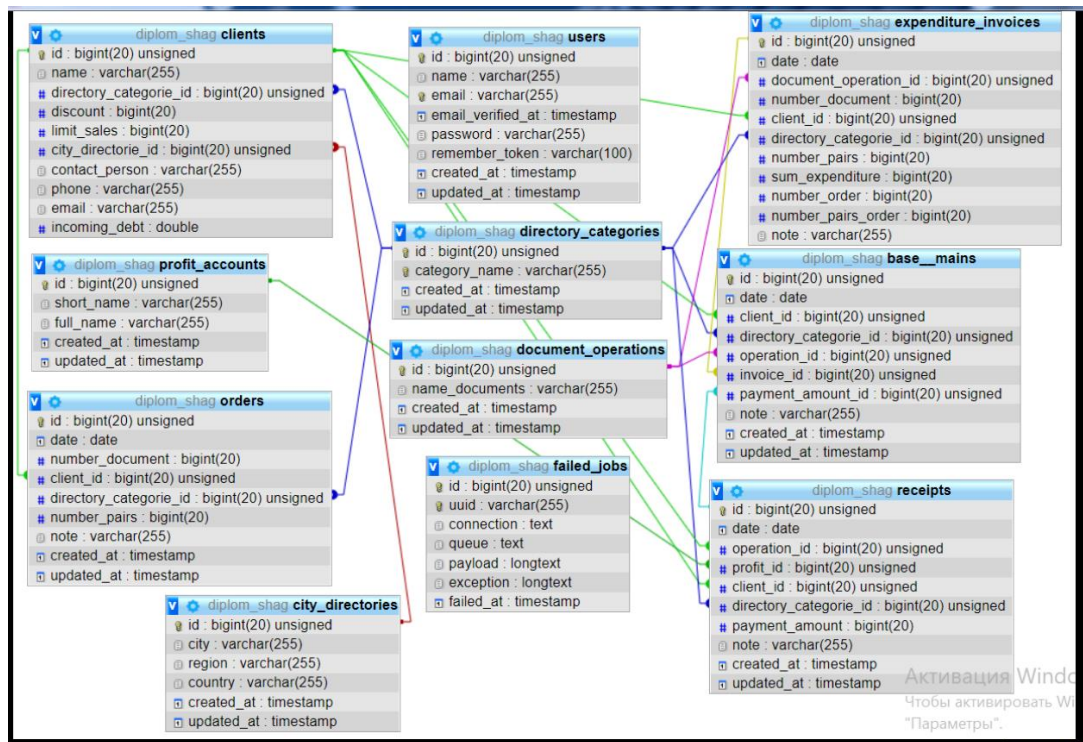 diplom_shag clients
id : bigint(20) unsigned
name : varchar(255)
directory_categorie_id : bigint(20) unsigned
discount : bigint(20)
limit_sales : bigint(20)
city_directorie_id : bigint(20) unsigned
contact_person : varchar(255)
phone : varchar(255)
email : varchar(255)
incoming_debt : double
diplom_shag users
id : bigint(20) unsigned
name : varchar(255)
email : varchar(255)
email_verified_at : timestamp
password : varchar(255)
remember_token : varchar(100)
created_at : timestamp
updated_at : timestamp
diplom_shag expenditure_invoices
id : bigint(20) unsigned
date : date
document_operation_id : bigint(20) unsigned
number_document : bigint(20)
client_id : bigint(20) unsigned
directory_categorie_id : bigint(20) unsigned
number_pairs : bigint(20)
sum_expenditure : bigint(20)
number_order : bigint(20)
number_pairs_order : bigint(20)
note : varchar(255)
diplom_shag profit_accounts
id : bigint(20) unsigned
short_name : varchar(255)
full_name : varchar(255)
created_at : timestamp
updated_at : timestamp
diplom_shag directory_categories
id : bigint(20) unsigned
category_name : varchar(255)
created_at : timestamp
updated_at : timestamp
diplom_shag base__mains
id : bigint(20) unsigned
date : date
client_id : bigint(20) unsigned
directory_categorie_id : bigint(20) unsigned
operation_id : bigint(20) unsigned
invoice_id : bigint(20) unsigned
payment_amount_id : bigint(20) unsigned
note : varchar(255)
created_at : timestamp
updated_at : timestamp
diplom_shag document_operations
id : bigint(20) unsigned
name_documents : varchar(255)
created_at : timestamp
updated_at : timestamp
diplom_shag orders
id : bigint(20) unsigned
date : date
number_document : bigint(20)
client_id : bigint(20) unsigned
directory_categorie_id : bigint(20) unsigned
number_pairs : bigint(20)
note : varchar(255)
created_at : timestamp
updated_at : timestamp
diplom_shag failed_jobs
id : bigint(20) unsigned
uuid : varchar(255)
connection : text
queue : text
payload : longtext
exception : longtext
failed_at : timestamp
diplom_shag receipts
id : bigint(20) unsigned
date : date
operation_id : bigint(20) unsigned
profit_id : bigint(20) unsigned
client_id : bigint(20) unsigned
directory_categorie_id : bigint(20) unsigned
payment_amount : bigint(20)
note : varchar(255)
created_at : timestamp
updated_at : timestamp
diplom_shag city_directories
id : bigint(20) unsigned
city : varchar(255)
region : varchar(255)
country : varchar(255)
created_at : timestamp
updated_at : timestamp
Активация Windo
Чтобы активировать Wi
"Параметры".